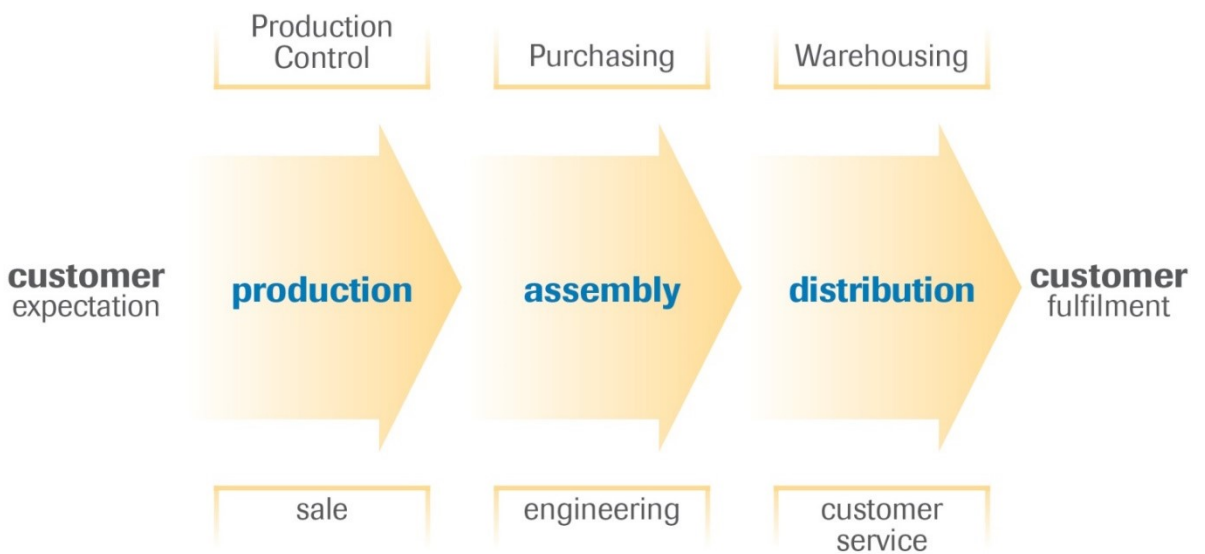 Production
Control
Purchasing
Warehousing
customer
expectation
production
assembly
distribution
customer
fulfilment
sale
engineering
customer
service